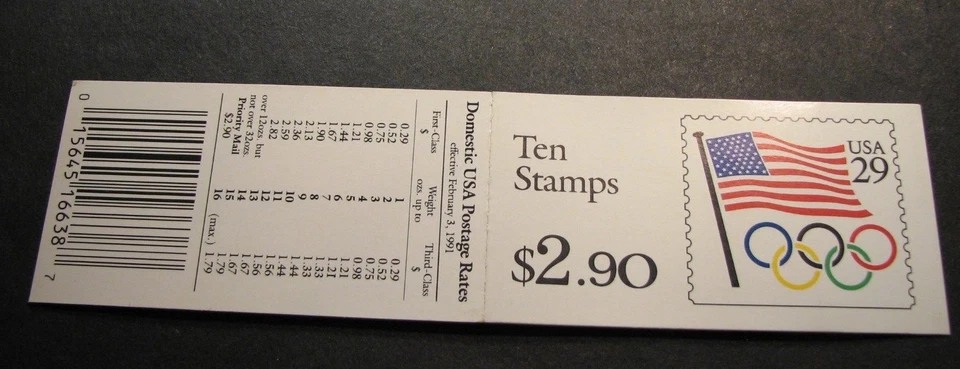 Ten
Stamps
$2.90
USA
29
Domestic USA Postage Rates
effective February 3, 1991
First-Class Weight Third-Class
$ ozs. up to $
0.29 1 0.29
0.52 2 0.52
0.75 3 0.75
0.98 4 0.98
1.21 5 1.21
1.44 6 1.21
1.67 7 1.33
1.90 8 1.33
2.13 9 1.44
2.36 10 1.44
2.59 11 1.56
2.82 12 1.56
over 12ozs. but 13 1.67
not over 32ozs. 14 1.67
Priority Mail 15 1.79
$2.90 16 (max.) 1.79
0 15645 16638 7